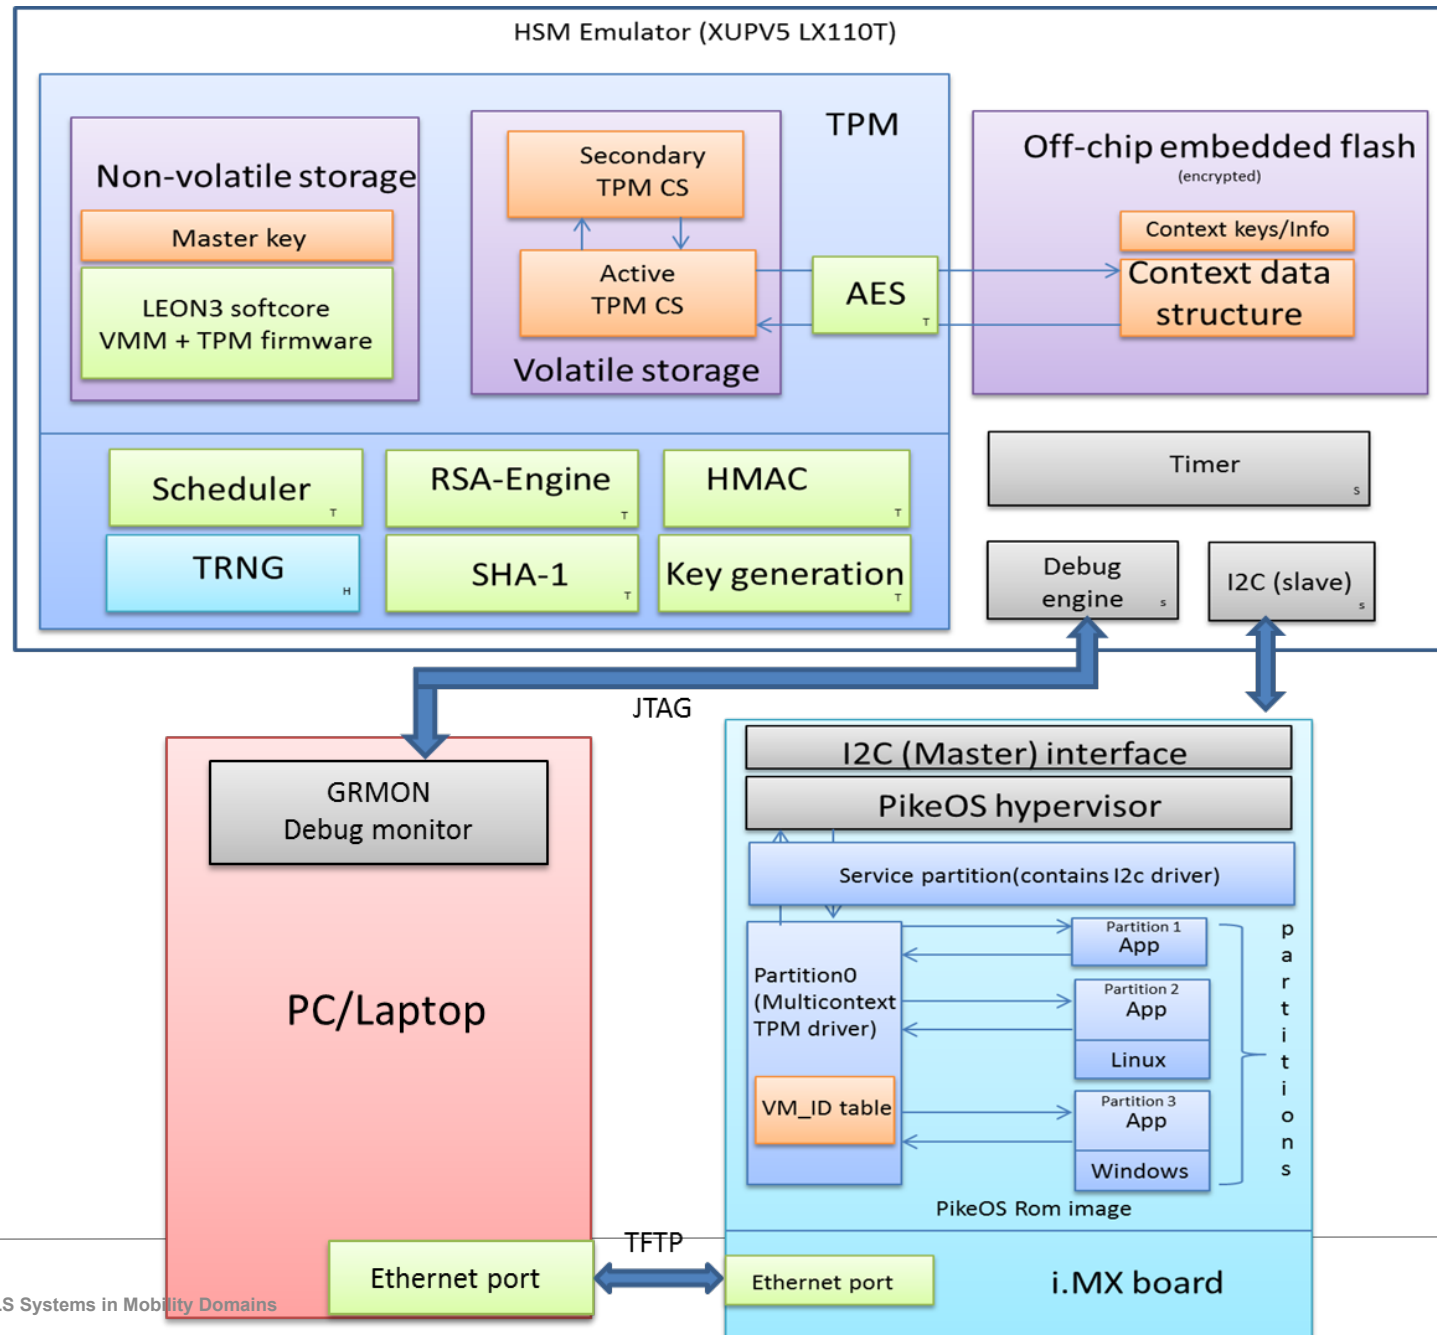 HSM Emulator (XUPV5 LX110T)
TPM
Non-volatile storage
Master key
LEON3 softcore
VMM + TPM firmware
Secondary
TPM CS
Active
TPM CS
Volatile storage
AES
T
Off-chip embedded flash
(encrypted)
Context keys/Info
Context data
structure
Scheduler
T
RSA-Engine
T
HMAC
T
TRNG
H
SHA-1
T
Key generation
T
Timer
S
Debug
engine
s
I2C (slave)
s
JTAG
GRMON
Debug monitor
PC/Laptop
Ethernet port
TFTP
I2C (Master) interface
PikeOS hypervisor
Service partition(contains I2c driver)
Partition0
(Multicontext
TPM driver)
VM_ID table
Partition 1
App
Partition 2
App
Linux
Partition 3
App
Windows
partitions
PikeOS Rom image
Ethernet port
i.MX board
S Systems in Mobility Domains